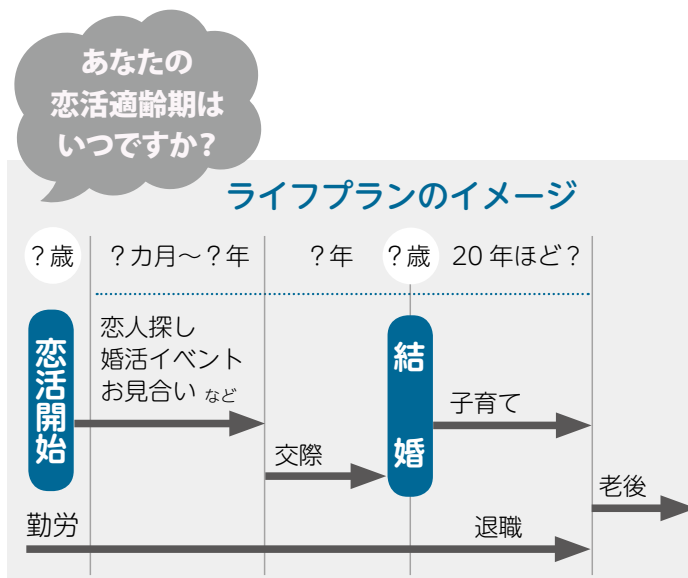 あなたの
恋活適齢期は
いつですか?
ライフプランのイメージ
?歳
?カ月～?年
?年
?歳
20年ほど?
恋活開始
恋人探し
婚活イベント
お見合い など
交際
結婚
子育て
老後
勤労
退職